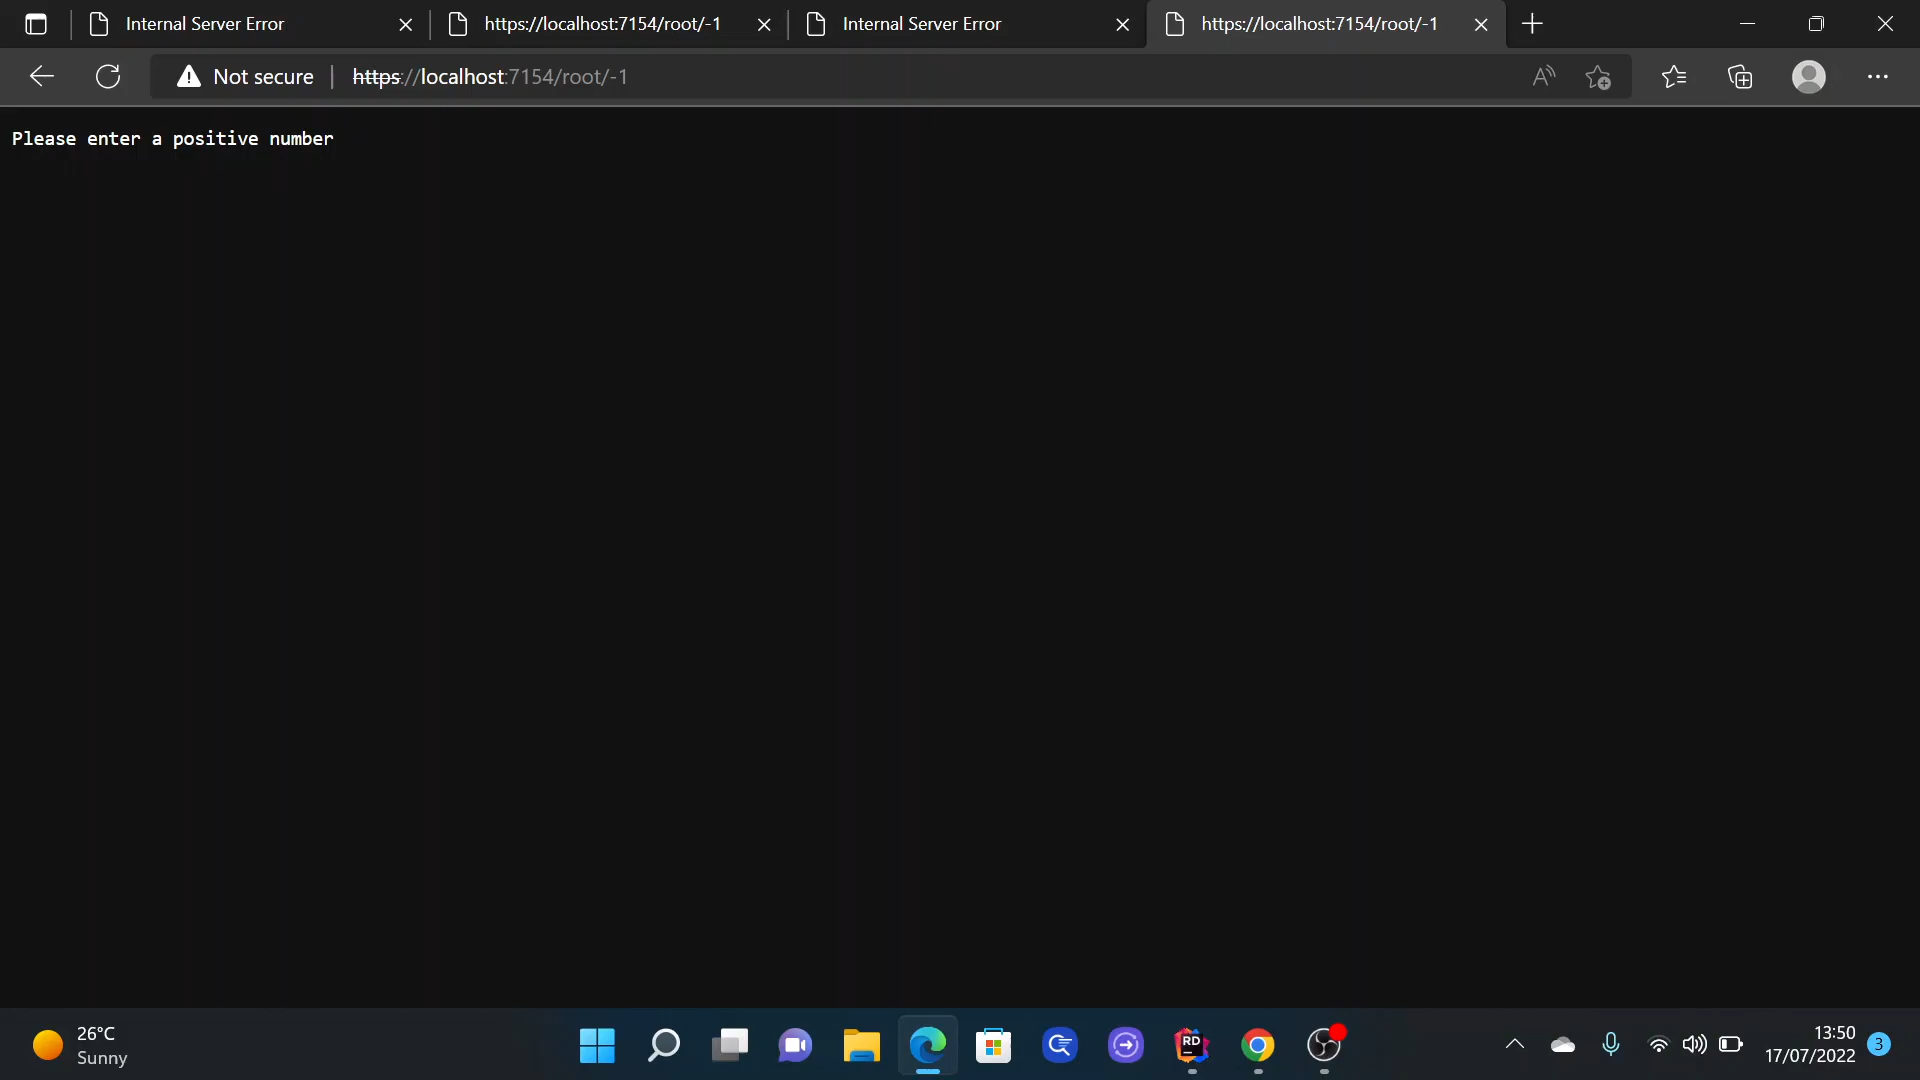 Internal Server Error
https://localhost:7154/root/-1
Internal Server Error
https://localhost:7154/root/-1
Not secure
https://localhost:7154/root/-1
Please enter a positive number
26°C
Sunny
RD
13:50
17/07/2022
3